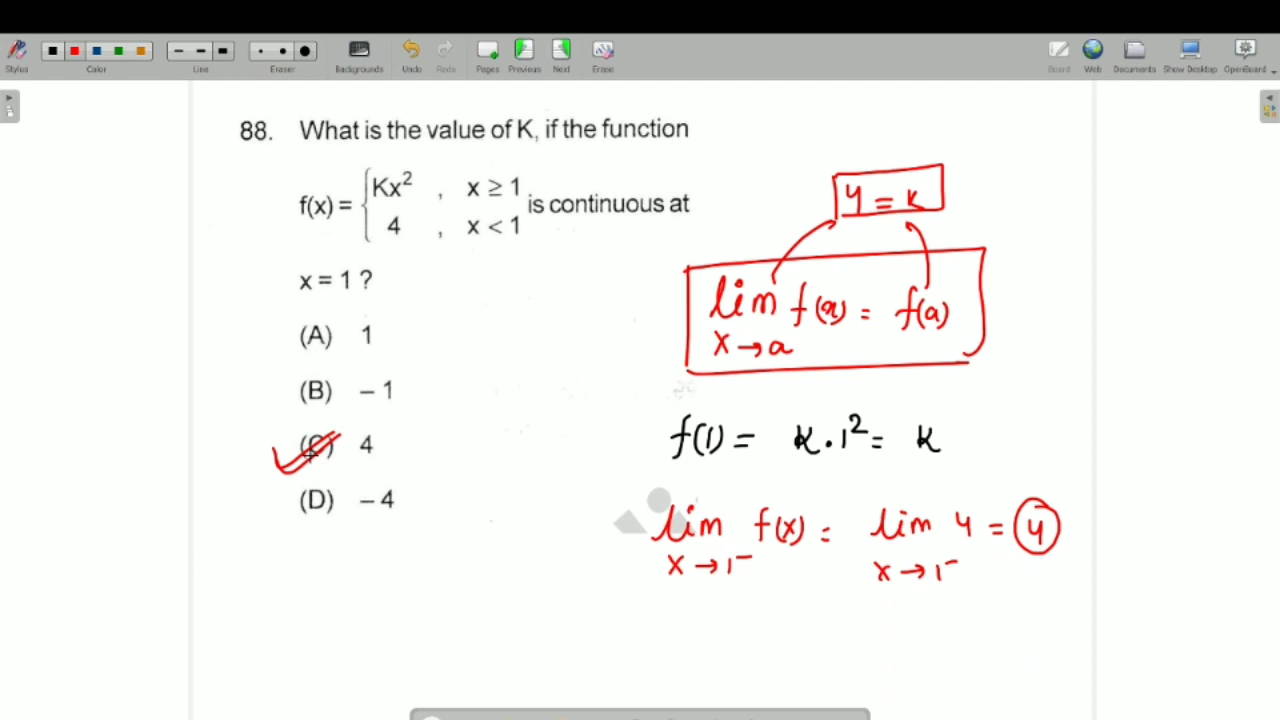 Stylus Color Line Eraser Backgrounds Undo Redo Pages Previous Next Erase Board Web Documents Show Desktop OpenBoard
88. What is the value of K, if the function
f(x) = { Kx² , x ≥ 1
4 , x < 1
is continuous at
x = 1 ?
(A) 1
(B) – 1
(C) 4
(D) – 4
4 = K
lim f(x) = f(a)
x → a
f(1) = K · 1² = K
lim f(x) = lim 4 = 4
x → 1⁻ x → 1⁻